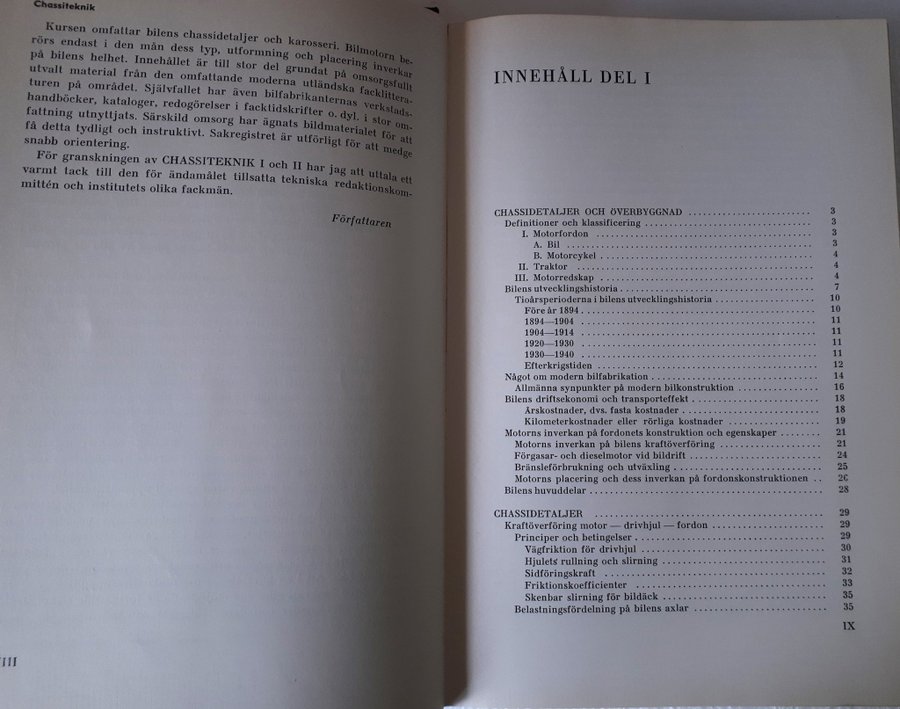 Chassiteknik
Kursen omfattar bilens chassidetaljer och karosseri. Bilmotorn be-
rörs endast i den mån dess typ, utformning och placering inverkar
på bilens helhet. Innehållet är till stor del grundat på omsorgsfullt
utvalt material från den omfattande moderna utländska facklittera-
turen på området. Självfallet har även bilfabrikanternas verkstads-
handböcker, kataloger, redogörelser i facktidskrifter o. dyl. i stor om-
fattning utnyttjats. Särskild omsorg har ägnats bildmaterialet för att
få detta tydligt och instruktivt. Sakregistret är utförligt för att medge
snabb orientering.
För granskningen av CHASSITEKNIK I och II har jag att uttala ett
varmt tack till den för ändamålet tillsatta tekniska redaktionskom-
mittén och institutets olika fackmän.
Författaren
VIII
INNEHÅLL DEL I
CHASSIDETALJER OCH ÖVERBYGGNAD .......................... 3
Definitioner och klassificering .................................. 3
I. Motorfordon ............................................ 3
A. Bil .................................................. 3
B. Motorcykel ........................................... 4
II. Traktor ................................................ 4
III. Motorredskap ........................................... 4
Bilens utvecklingshistoria ....................................... 7
Tioårsperioderna i bilens utvecklingshistoria ..................... 10
Före år 1894 ............................................... 10
1894—1904 ................................................. 11
1904—1914 ................................................. 11
1920—1930 ................................................. 11
1930—1940 ................................................. 11
Efterkrigstiden ............................................ 12
Något om modern bilfabrikation ................................. 14
Allmänna synpunkter på modern bilkonstruktion ................ 16
Bilens driftsekonomi och transporteffekt .......................... 18
Årskostnader, dvs. fasta kostnader ............................ 18
Kilometerkostnader eller rörliga kostnader .................... 19
Motorns inverkan på fordonets konstruktion och egenskaper ........ 21
Motorns inverkan på bilens kraftöverföring .................... 21
Förgasar- och dieselmotor vid bildrift .......................... 24
Bränsleförbrukning och utväxling .............................. 25
Motorns placering och dess inverkan på fordonskonstruktionen .. 26
Bilens huvuddelar ............................................. 28
CHASSIDETALJER ............................................... 29
Kraftöverföring motor — drivhjul — fordon ....................... 29
Principer och betingelser ..................................... 29
Vägfriktion för drivhjul ..................................... 30
Hjulets rullning och slirning ................................. 31
Sidföringskraft ............................................ 32
Friktionskoefficienter ...................................... 33
Skenbar slirning för bildäck ................................. 35
Belastningsfördelning på bilens axlar ............................ 35
IX